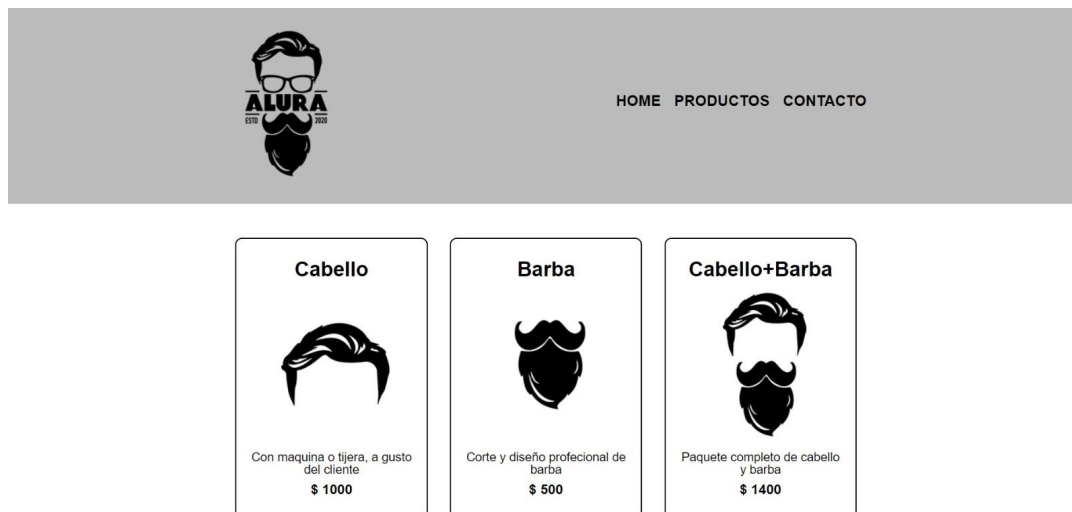 ALURA
ESTD 2020
HOME PRODUCTOS CONTACTO
Cabello
Con maquina o tijera, a gusto
del cliente
$ 1000
Barba
Corte y diseño profecional de
barba
$ 500
Cabello+Barba
Paquete completo de cabello
y barba
$ 1400